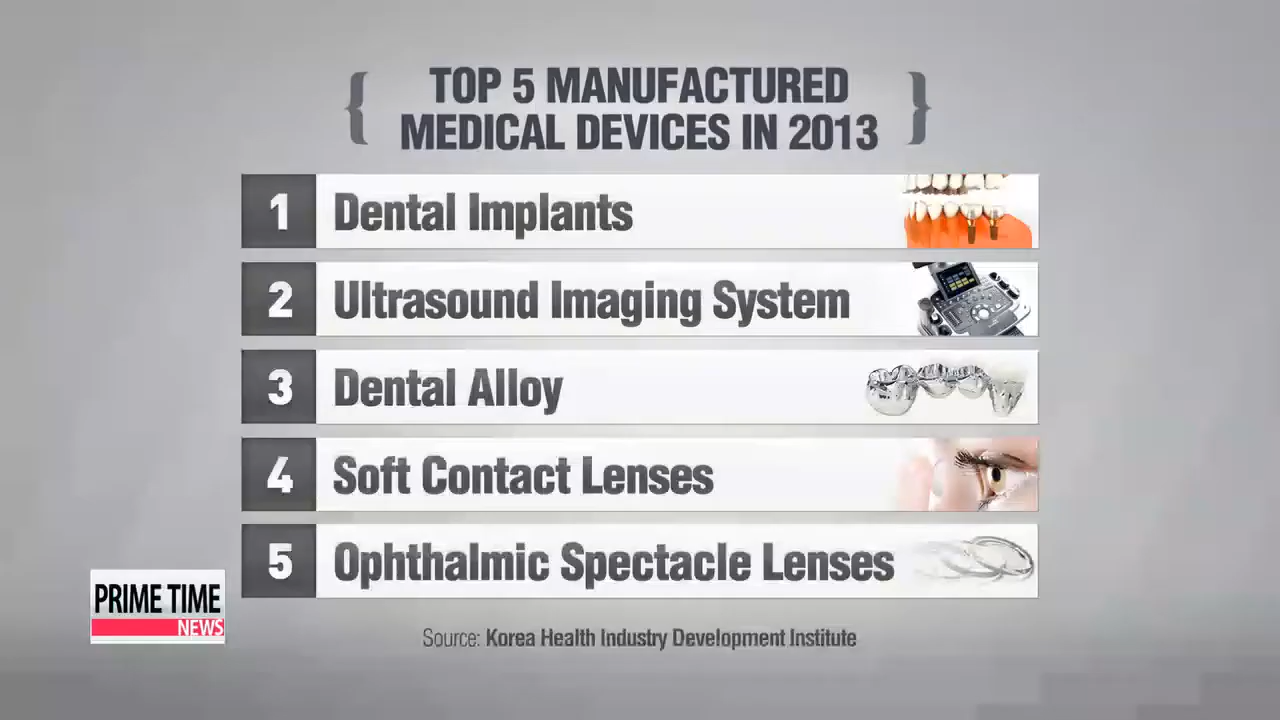 TOP 5 MANUFACTURED
MEDICAL DEVICES IN 2013
1 Dental Implants
2 Ultrasound Imaging System
3 Dental Alloy
4 Soft Contact Lenses
5 Ophthalmic Spectacle Lenses
PRIME TIME
NEWS
Source: Korea Health Industry Development Institute